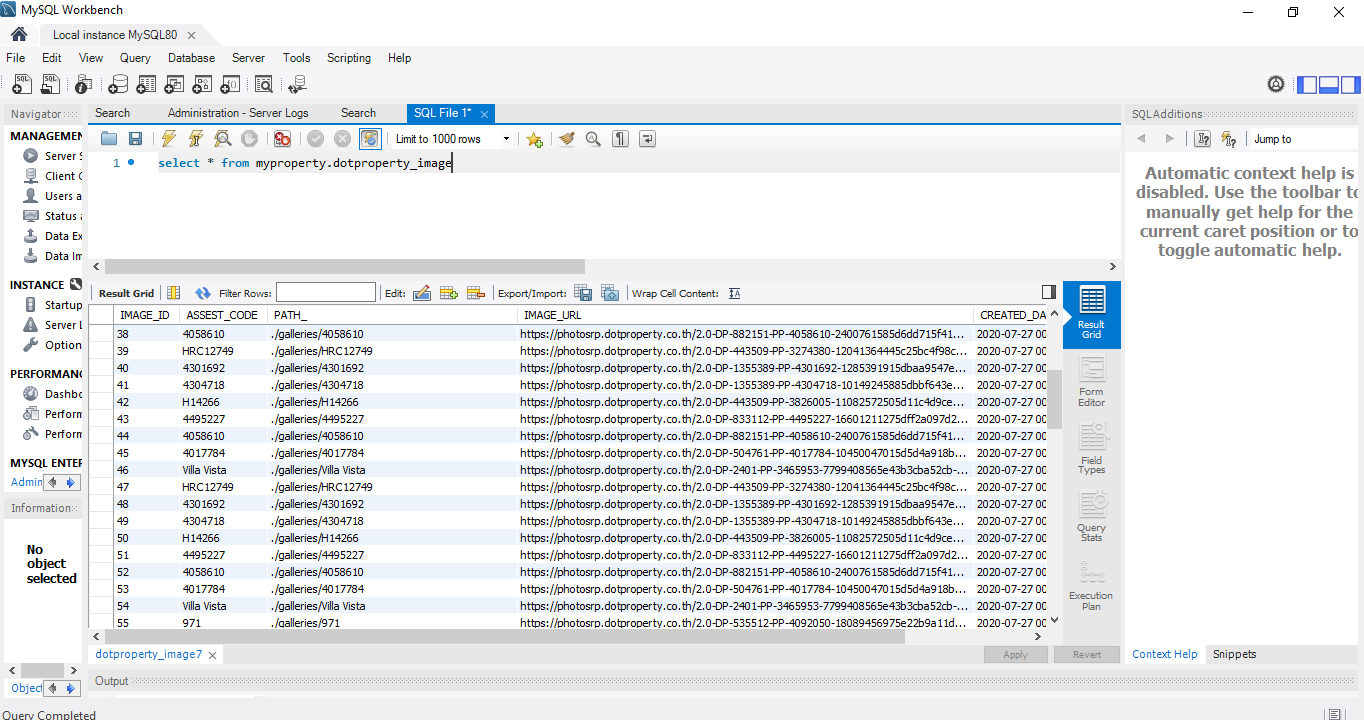 MySQL Workbench
Local instance MySQL80
File Edit View Query Database Server Tools Scripting Help
Navigator
MANAGEMEN
Server S
Client C
Users a
Status a
Data Ex
Data Im
INSTANCE
Startup
Server L
Option
PERFORMANC
Dashbo
Perform
Perform
MYSQL ENTER
Admin
Information
No
object
selected
Object
Search Administration - Server Logs Search SQL File 1*
Limit to 1000 rows
1 select * from myproperty.dotproperty_image
Result Grid Filter Rows: Edit: Export/Import: Wrap Cell Content: IA
IMAGE_ID ASSEST_CODE PATH_ IMAGE_URL CREATED_DA
38 4058610 ./galleries/4058610 https://photosrp.dotproperty.co.th/2.0-DP-882151-PP-4058610-2400761585d6dd715f41... 2020-07-27 00
39 HRC12749 ./galleries/HRC12749 https://photosrp.dotproperty.co.th/2.0-DP-443509-PP-3274380-12041364445c25bc4f98c... 2020-07-27 00
40 4301692 ./galleries/4301692 https://photosrp.dotproperty.co.th/2.0-DP-1355389-PP-4301692-1285391915dbaa9547e... 2020-07-27 00
41 4304718 ./galleries/4304718 https://photosrp.dotproperty.co.th/2.0-DP-1355389-PP-4304718-10149245885dbbf643e... 2020-07-27 00
42 H14266 ./galleries/H14266 https://photosrp.dotproperty.co.th/2.0-DP-443509-PP-3826005-11082572505d11c4d9ce... 2020-07-27 00
43 4495227 ./galleries/4495227 https://photosrp.dotproperty.co.th/2.0-DP-833112-PP-4495227-16601211275dff2a097d2... 2020-07-27 00
44 4058610 ./galleries/4058610 https://photosrp.dotproperty.co.th/2.0-DP-882151-PP-4058610-2400761585d6dd715f41... 2020-07-27 00
45 4017784 ./galleries/4017784 https://photosrp.dotproperty.co.th/2.0-DP-504761-PP-4017784-10450047015d5d4a918b... 2020-07-27 00
46 Villa Vista ./galleries/Villa Vista https://photosrp.dotproperty.co.th/2.0-DP-2401-PP-3465953-7799408565e43b3cba52cb-... 2020-07-27 00
47 HRC12749 ./galleries/HRC12749 https://photosrp.dotproperty.co.th/2.0-DP-443509-PP-3274380-12041364445c25bc4f98c... 2020-07-27 00
48 4301692 ./galleries/4301692 https://photosrp.dotproperty.co.th/2.0-DP-1355389-PP-4301692-1285391915dbaa9547e... 2020-07-27 00
49 4304718 ./galleries/4304718 https://photosrp.dotproperty.co.th/2.0-DP-1355389-PP-4304718-10149245885dbbf643e... 2020-07-27 00
50 H14266 ./galleries/H14266 https://photosrp.dotproperty.co.th/2.0-DP-443509-PP-3826005-11082572505d11c4d9ce... 2020-07-27 00
51 4495227 ./galleries/4495227 https://photosrp.dotproperty.co.th/2.0-DP-833112-PP-4495227-16601211275dff2a097d2... 2020-07-27 00
52 4058610 ./galleries/4058610 https://photosrp.dotproperty.co.th/2.0-DP-882151-PP-4058610-2400761585d6dd715f41... 2020-07-27 00
53 4017784 ./galleries/4017784 https://photosrp.dotproperty.co.th/2.0-DP-504761-PP-4017784-10450047015d5d4a918b... 2020-07-27 00
54 Villa Vista ./galleries/Villa Vista https://photosrp.dotproperty.co.th/2.0-DP-2401-PP-3465953-7799408565e43b3cba52cb-... 2020-07-27 00
55 971 ./galleries/971 https://photosrp.dotproperty.co.th/2.0-DP-535512-PP-4092050-18089456975e22b9a11d... 2020-07-27 00
Result
Grid
Form
Editor
Field
Types
Query
Stats
Execution
Plan
dotproperty_image7 Apply Revert
Output
SQLAdditions
Jump to
Automatic context help is
disabled. Use the toolbar to
manually get help for the
current caret position or to
toggle automatic help.
Context Help Snippets
Query Completed